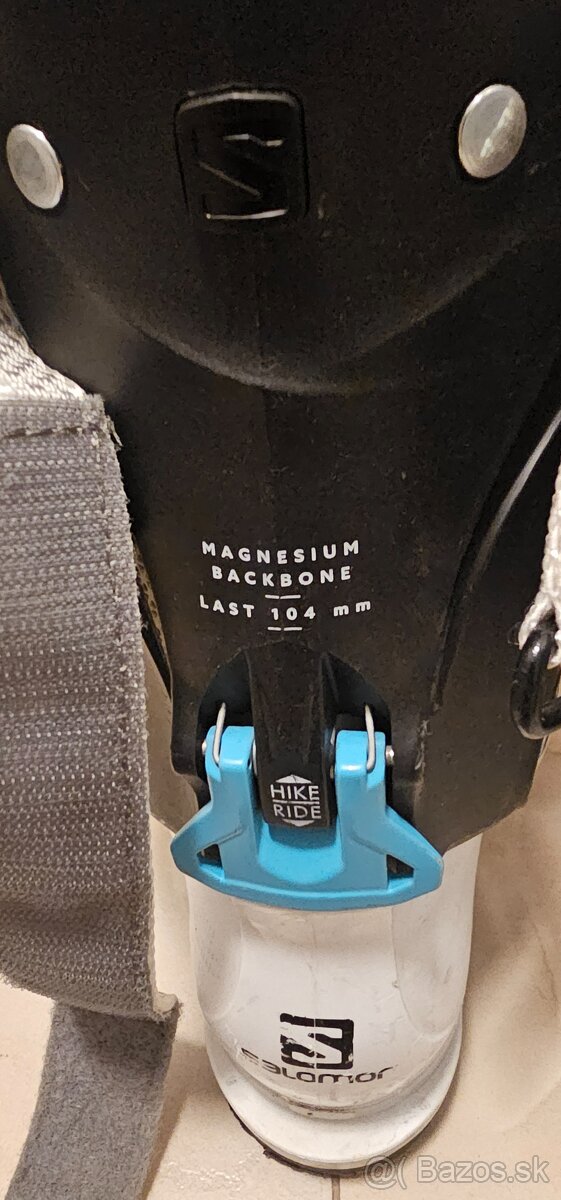 MAGNESIUM
BACKBONE
LAST 104 mm
HIKE
RIDE
salomon
@( Bazos.sk